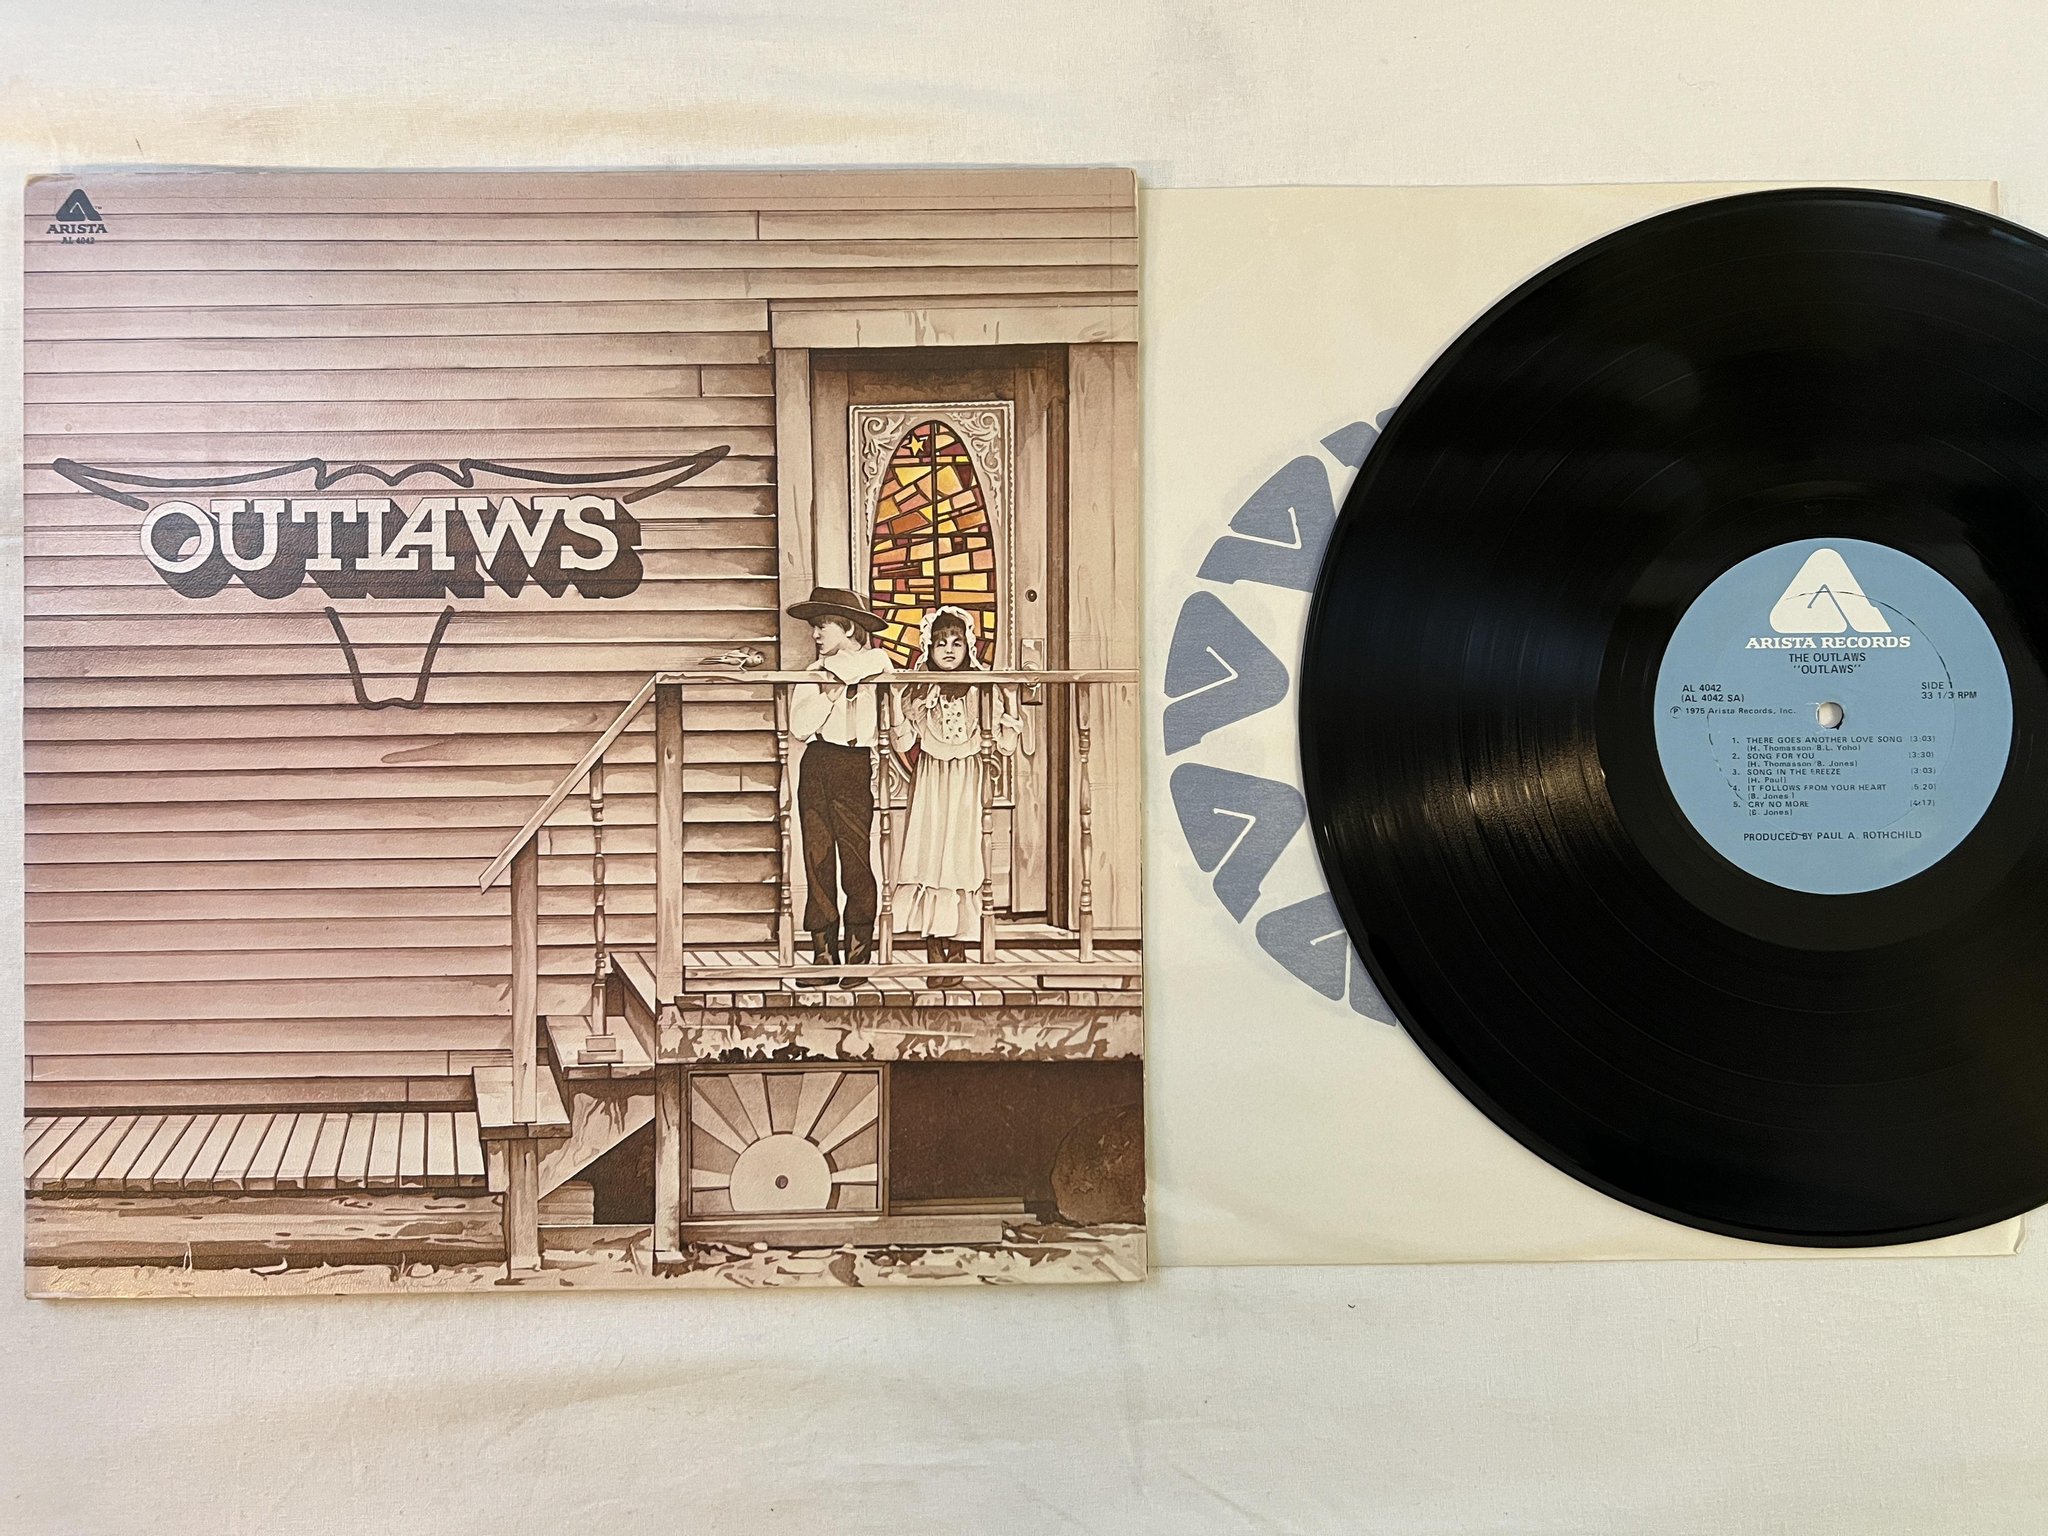 ARISTA
AL 4042
OUTLAWS
ARISTA RECORDS
THE OUTLAWS
"OUTLAWS"
AL 4042
(AL 4042 SA)
SIDE 1
33 1/3 RPM
℗ 1975 Arista Records, Inc.
1. THERE GOES ANOTHER LOVE SONG (3:03)
(H. Thomasson/B.L. Yoho)
2. SONG FOR YOU (3:30)
(H. Thomasson/B. Jones)
3. SONG IN THE BREEZE (3:03)
(H. Paul)
4. IT FOLLOWS FROM YOUR HEART (5:20)
(B. Jones)
5. CRY NO MORE (4:17)
(B. Jones)
PRODUCED BY PAUL A. ROTHCHILD